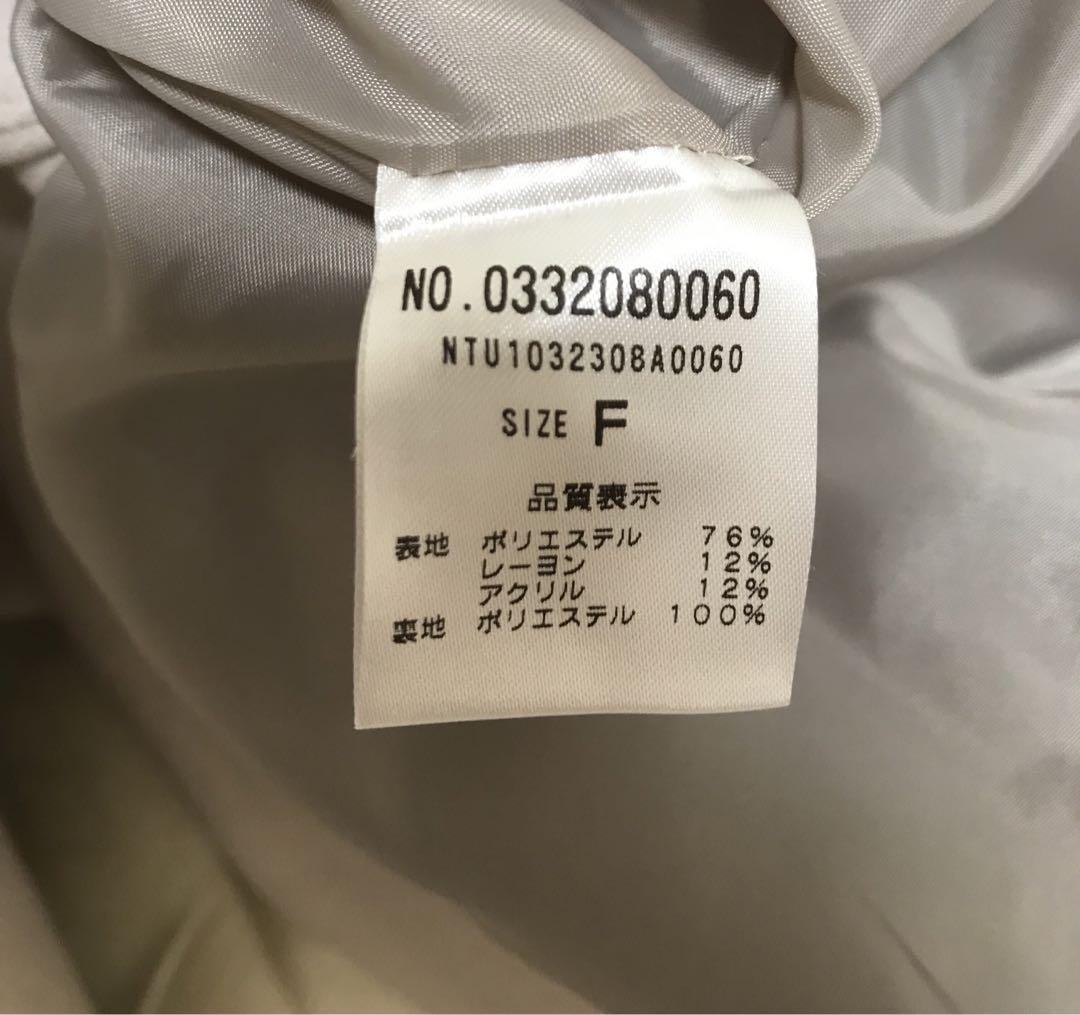 NO.0332080060
NTU1032308A0060
SIZE F
品質表示
表地 ポリエステル 76%
レーヨン 12%
アクリル 12%
裏地 ポリエステル 100%